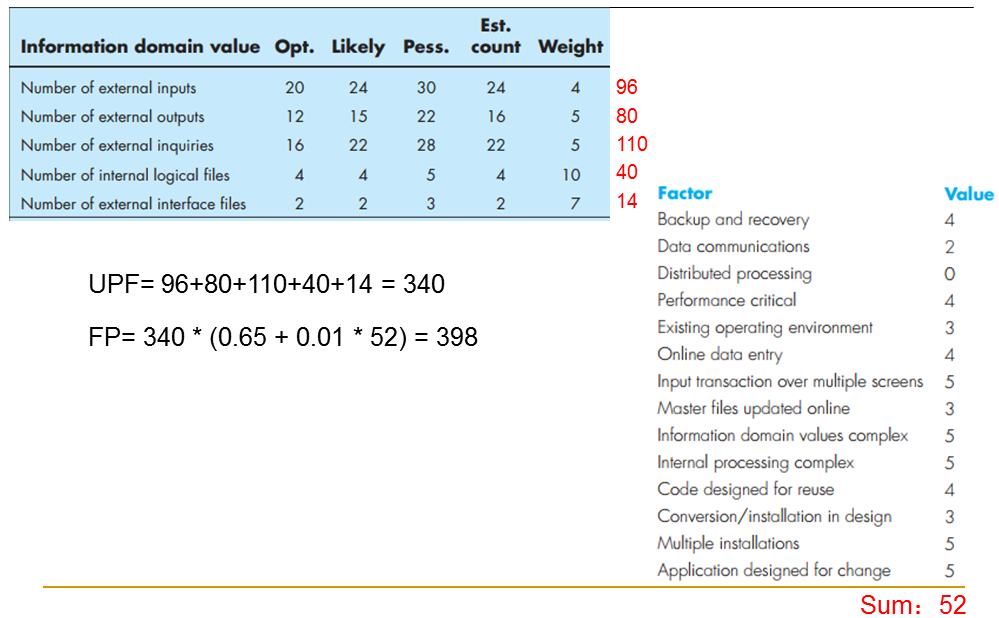 Est.
Information domain value Opt. Likely Pess. count Weight
Number of external inputs 20 24 30 24 4 96
Number of external outputs 12 15 22 16 5 80
Number of external inquiries 16 22 28 22 5 110
Number of internal logical files 4 4 5 4 10 40
Number of external interface files 2 2 3 2 7 14
UPF= 96+80+110+40+14 = 340
FP= 340 * (0.65 + 0.01 * 52) = 398
Factor Value
Backup and recovery 4
Data communications 2
Distributed processing 0
Performance critical 4
Existing operating environment 3
Online data entry 4
Input transaction over multiple screens 5
Master files updated online 3
Information domain values complex 5
Internal processing complex 5
Code designed for reuse 4
Conversion/installation in design 3
Multiple installations 5
Application designed for change 5
Sum：52